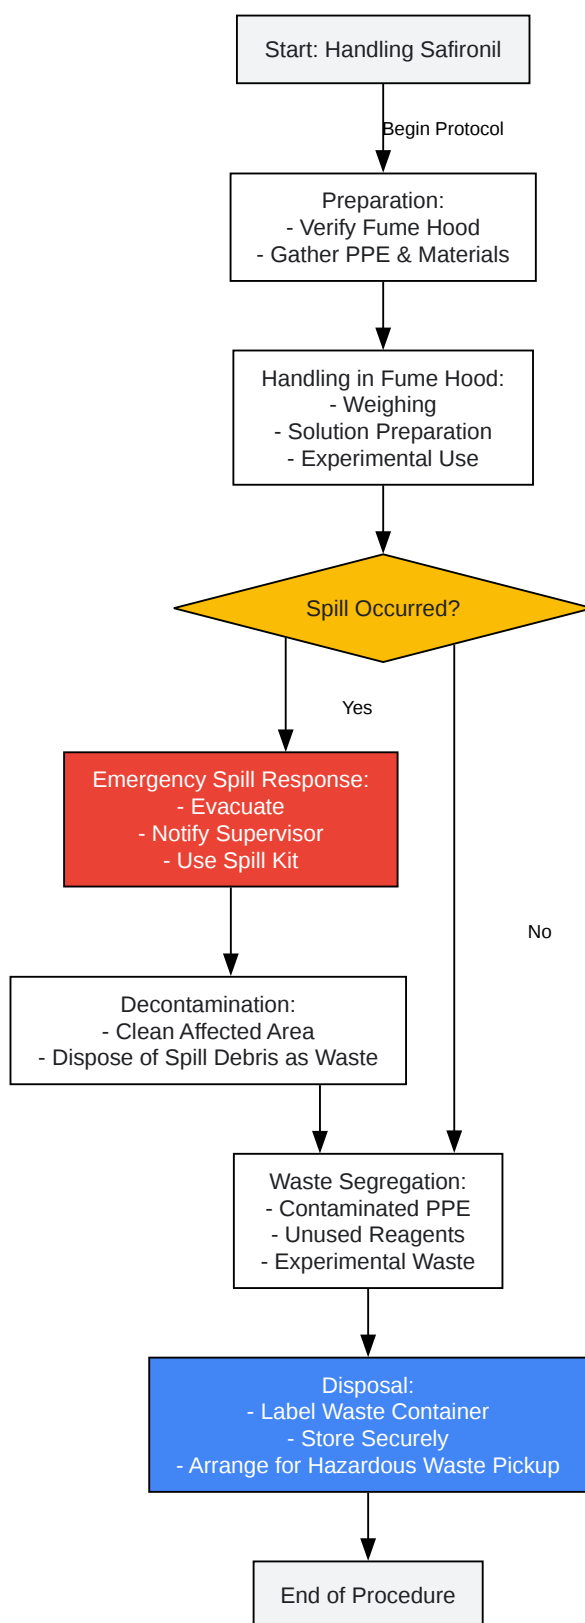 Start: Handling Safironil
Begin Protocol
Preparation:
- Verify Fume Hood
- Gather PPE & Materials
Handling in Fume Hood:
- Weighing
- Solution Preparation
- Experimental Use
Spill Occurred?
Yes
Emergency Spill Response:
- Evacuate
- Notify Supervisor
- Use Spill Kit
No
Decontamination:
- Clean Affected Area
- Dispose of Spill Debris as Waste
Waste Segregation:
- Contaminated PPE
- Unused Reagents
- Experimental Waste
Disposal:
- Label Waste Container
- Store Securely
- Arrange for Hazardous Waste Pickup
End of Procedure